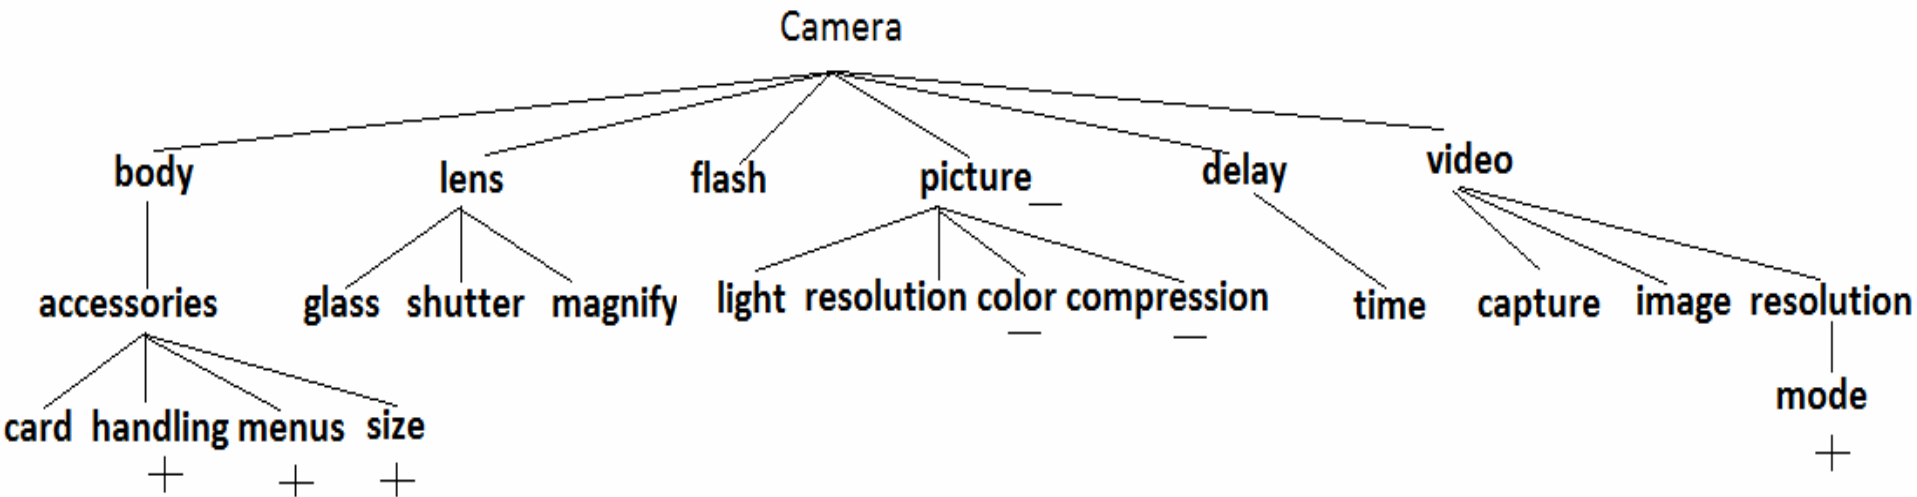 Camera
body lens flash picture delay video
accessories glass shutter magnify light resolution color compression time capture image resolution
card handling menus size mode
_ _ _
+ + + +